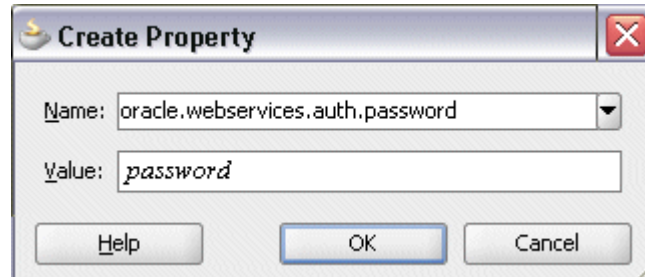 Create Property
Name: oracle.webservices.auth.password
Value: password
Help OK Cancel